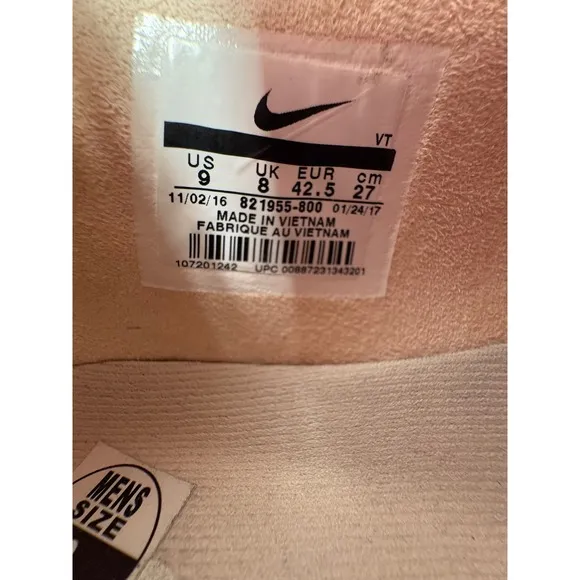 VT
US UK EUR cm
9 8 42.5 27
11/02/16 821955-800 01/24/17
MADE IN VIETNAM
FABRIQUE AU VIETNAM
107201242 UPC 00887231343201
MENS
SIZE